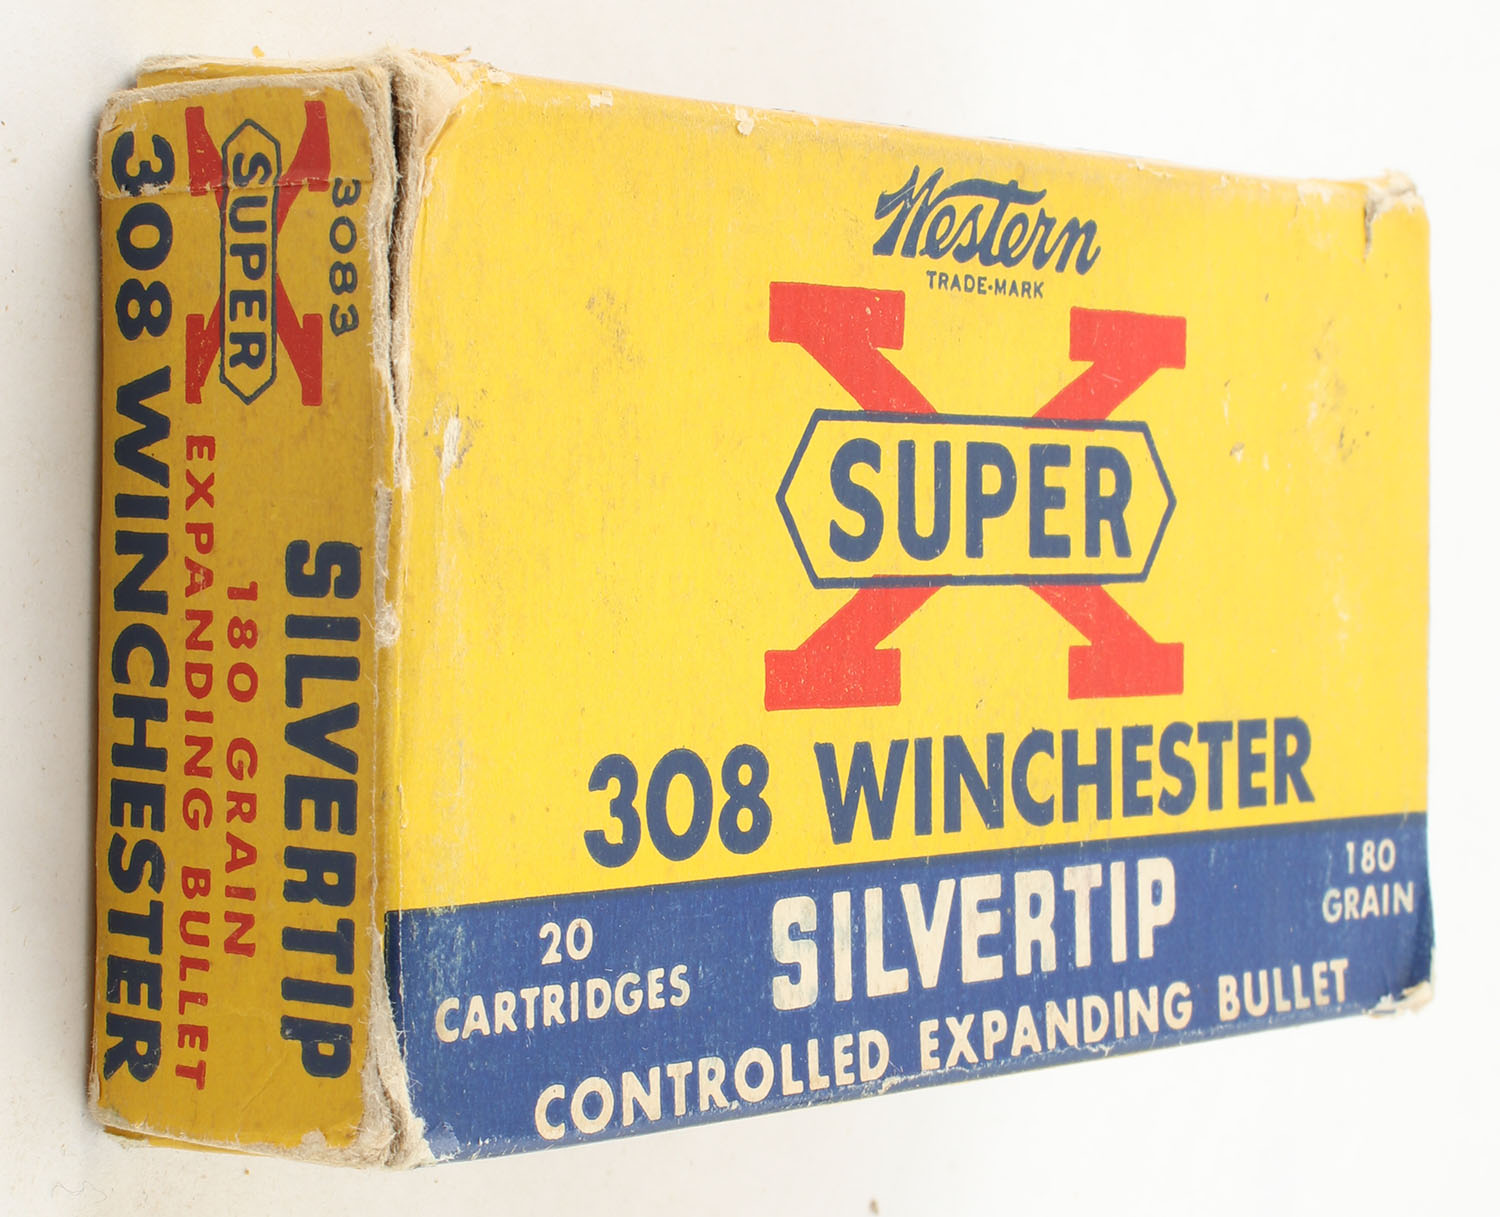 Western
TRADE-MARK
X
SUPER
308 WINCHESTER
20
CARTRIDGES
SILVERTIP
180
GRAIN
CONTROLLED EXPANDING BULLET
3083
X
SUPER
308 WINCHESTER
EXPANDING BULLET
180 GRAIN
SILVERTIP